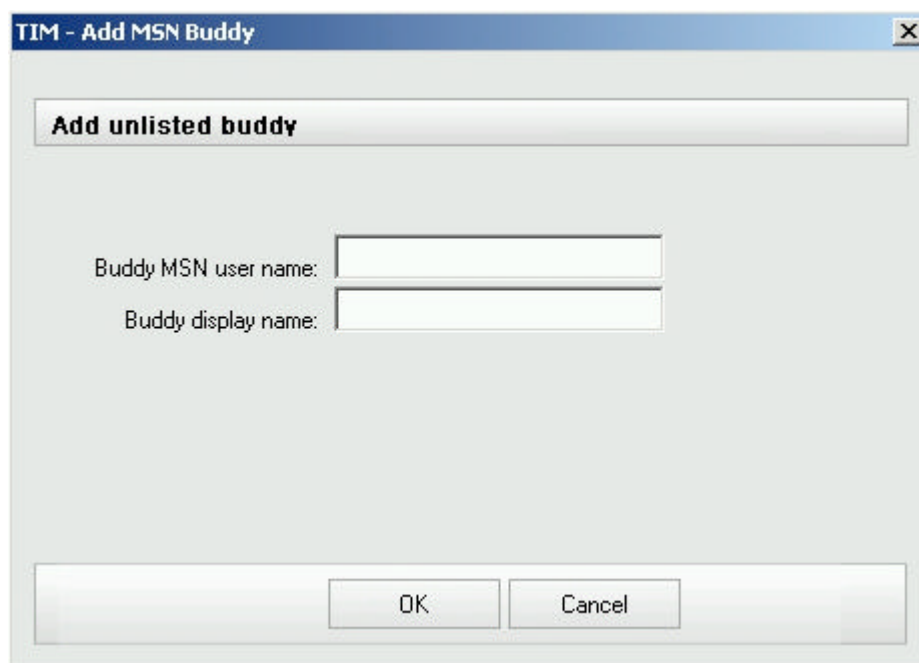 TIM - Add MSN Buddy
Add unlisted buddy
Buddy MSN user name:
Buddy display name:
OK Cancel